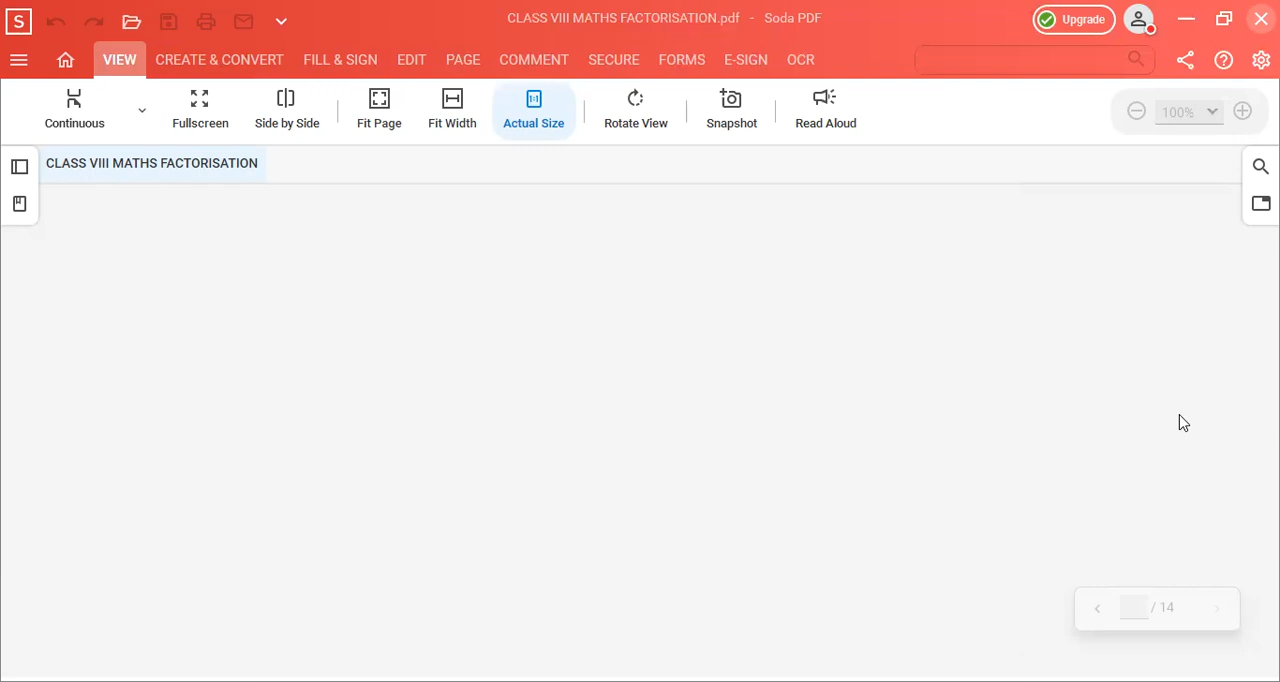 S
CLASS VIII MATHS FACTORISATION.pdf - Soda PDF
Upgrade
VIEW CREATE & CONVERT FILL & SIGN EDIT PAGE COMMENT SECURE FORMS E-SIGN OCR
Continuous Fullscreen Side by Side Fit Page Fit Width Actual Size Rotate View Snapshot Read Aloud
1:1
100%
CLASS VIII MATHS FACTORISATION
/ 14